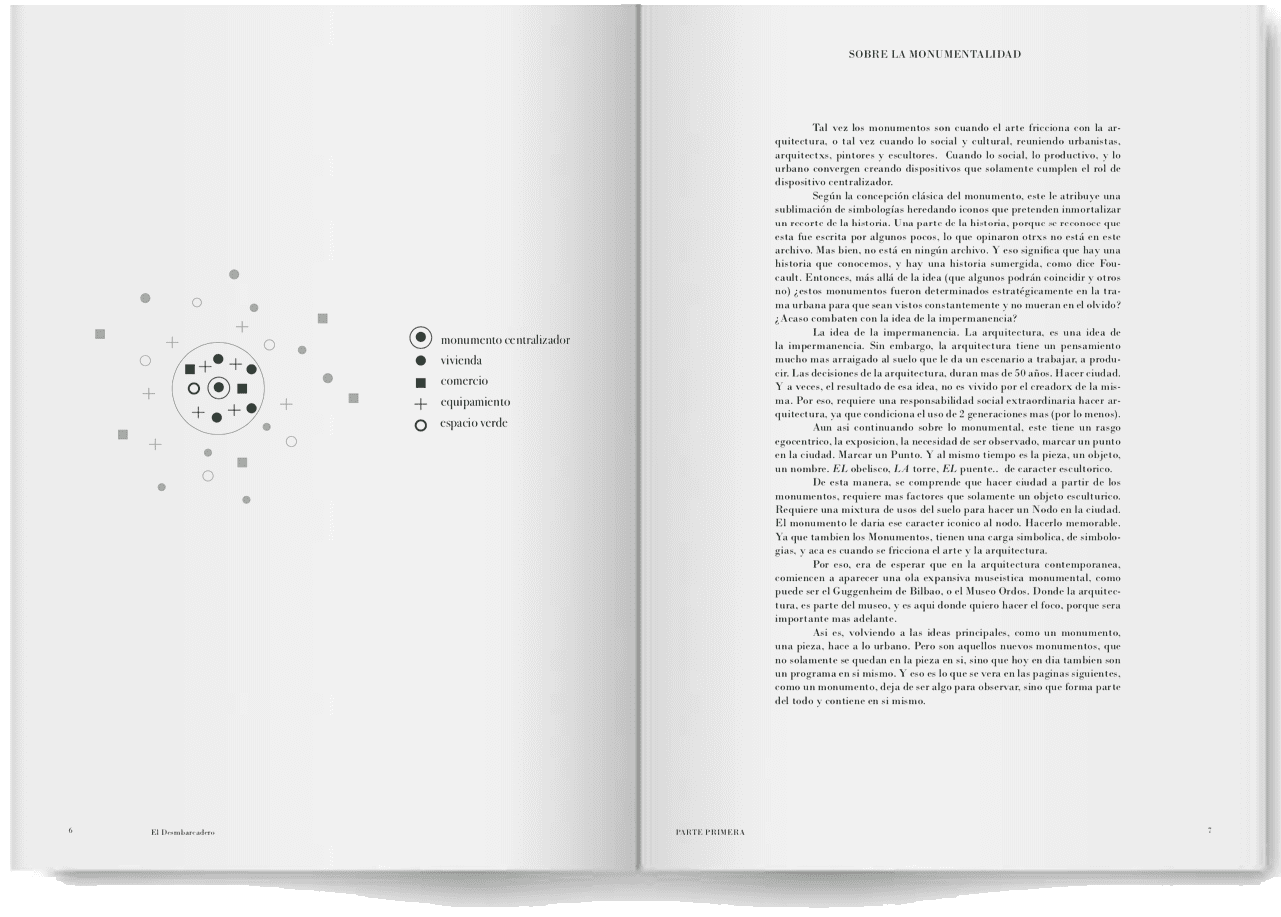 monumento centralizador
vivienda
comercio
equipamiento
espacio verde
6
El Desmbarcadero
SOBRE LA MONUMENTALIDAD
Tal vez los monumentos son cuando el arte fricciona con la ar-
quitectura, o tal vez cuando lo social y cultural, reuniendo urbanistas,
arquitectxs, pintores y escultores. Cuando lo social, lo productivo, y lo
urbano convergen creando dispositivos que solamente cumplen el rol de
dispositivo centralizador.
Según la concepción clásica del monumento, este le atribuye una
sublimación de simbologías heredando iconos que pretenden inmortalizar
un recorte de la historia. Una parte de la historia, porque se reconoce que
esta fue escrita por algunos pocos, lo que opinaron otrxs no está en este
archivo. Mas bien, no está en ningún archivo. Y eso significa que hay una
historia que conocemos, y hay una historia sumergida, como dice Fou-
cault. Entonces, más allá de la idea (que algunos podrán coincidir y otros
no) ¿estos monumentos fueron determinados estratégicamente en la tra-
ma urbana para que sean vistos constantemente y no mueran en el olvido?
¿Acaso combaten con la idea de la impermanencia?
La idea de la impermanencia. La arquitectura, es una idea de
la impermanencia. Sin embargo, la arquitectura tiene un pensamiento
mucho mas arraigado al suelo que le da un escenario a trabajar, a produ-
cir. Las decisiones de la arquitectura, duran mas de 50 años. Hacer ciudad.
Y a veces, el resultado de esa idea, no es vivido por el creadorx de la mis-
ma. Por eso, requiere una responsabilidad social extraordinaria hacer ar-
quitectura, ya que condiciona el uso de 2 generaciones mas (por lo menos).
Aun asi continuando sobre lo monumental, este tiene un rasgo
egocentrico, la exposicion, la necesidad de ser observado, marcar un punto
en la ciudad. Marcar un Punto. Y al mismo tiempo es la pieza, un objeto,
un nombre. EL obelisco, LA torre, EL puente.. de caracter escultorico.
De esta manera, se comprende que hacer ciudad a partir de los
monumentos, requiere mas factores que solamente un objeto esculturico.
Requiere una mixtura de usos del suelo para hacer un Nodo en la ciudad.
El monumento le daria ese caracter iconico al nodo. Hacerlo memorable.
Ya que tambien los Monumentos, tienen una carga simbolica, de simbolo-
gias, y aca es cuando se fricciona el arte y la arquitectura.
Por eso, era de esperar que en la arquitectura contemporanea,
comiencen a aparecer una ola expansiva museistica monumental, como
puede ser el Guggenheim de Bilbao, o el Museo Ordos. Donde la arquitec-
tura, es parte del museo, y es aqui donde quiero hacer el foco, porque sera
importante mas adelante.
Asi es, volviendo a las ideas principales, como un monumento,
una pieza, hace a lo urbano. Pero son aquellos nuevos monumentos, que
no solamente se quedan en la pieza en si, sino que hoy en dia tambien son
un programa en si mismo. Y eso es lo que se vera en las paginas siguientes,
como un monumento, deja de ser algo para observar, sino que forma parte
del todo y contiene en si mismo.
PARTE PRIMERA
7